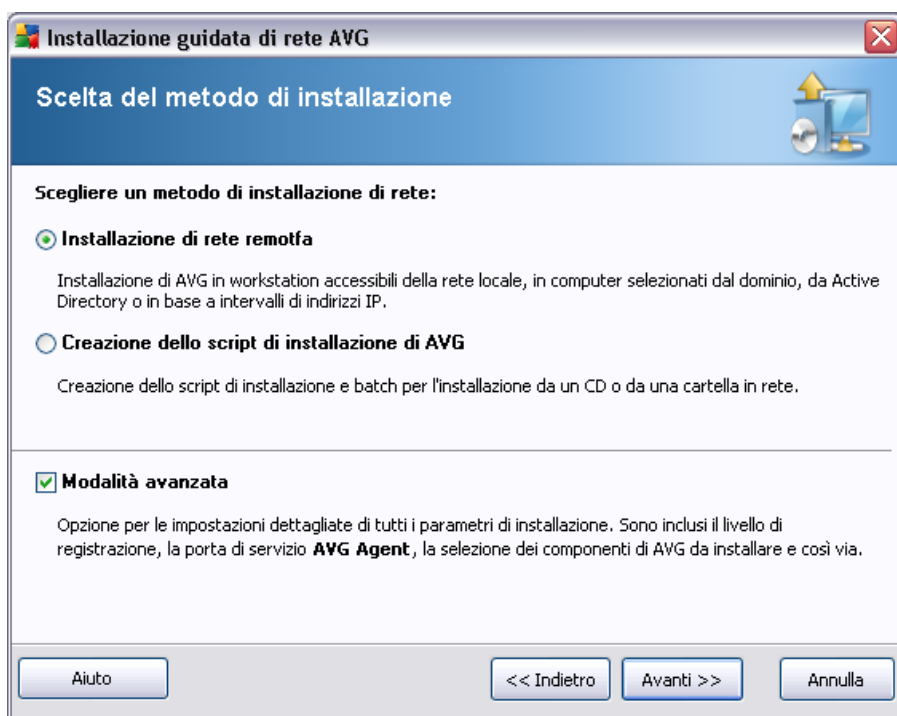 Installazione guidata di rete AVG
Scelta del metodo di installazione
Scegliere un metodo di installazione di rete:
Installazione di rete remotfa
Installazione di AVG in workstation accessibili della rete locale, in computer selezionati dal dominio, da Active
Directory o in base a intervalli di indirizzi IP.
Creazione dello script di installazione di AVG
Creazione dello script di installazione e batch per l'installazione da un CD o da una cartella in rete.
Modalità avanzata
Opzione per le impostazioni dettagliate di tutti i parametri di installazione. Sono inclusi il livello di
registrazione, la porta di servizio AVG Agent, la selezione dei componenti di AVG da installare e così via.
Aiuto
<< Indietro
Avanti >>
Annulla